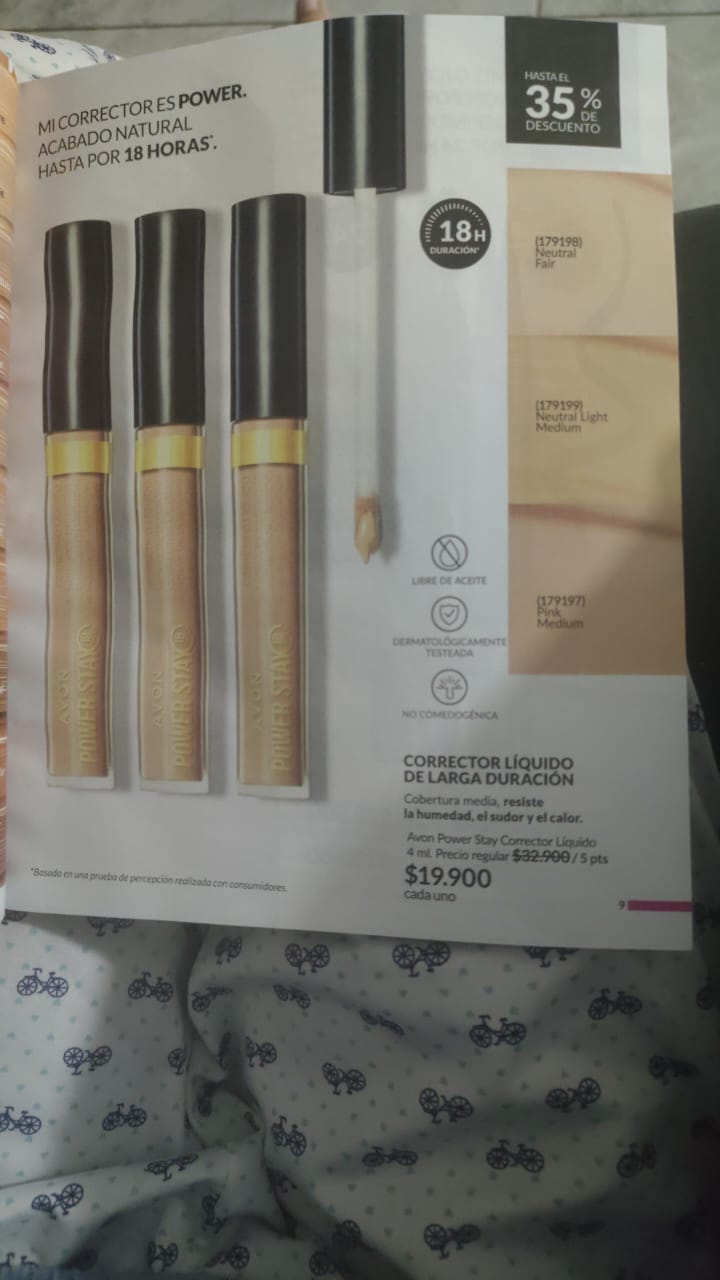 MI CORRECTOR ES POWER.
ACABADO NATURAL
HASTA POR 18 HORAS*.
HASTA EL
35%
DE
DESCUENTO
18H
DURACIÓN*
(179198)
Neutral
Fair
(179199)
Neutral Light
Medium
(179197)
Pink
Medium
LIBRE DE ACEITE
DERMATOLÓGICAMENTE
TESTEADA
NO COMEDOGÉNICA
AVON
POWER STAY 18H
AVON
POWER STAY 18H
AVON
POWER STAY
CORRECTOR LÍQUIDO
DE LARGA DURACIÓN
Cobertura media, resiste
la humedad, el sudor y el calor.
Avon Power Stay Corrector Líquido
4 ml. Precio regular $32.900 / 5 pts
$19.900
cada uno
*Basada en una prueba de percepción realizada con consumidores.
9